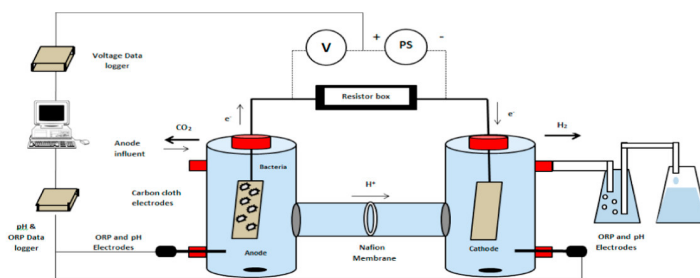 Voltage Data
logger
V
+
PS
-
Resistor box
e-
e-
CO₂
H₂
Anode
influent
Bacteria
Carbon cloth
electrodes
H⁺
pH &
ORP Data
logger
ORP and pH
Electrodes
Anode
Nafion
Membrane
Cathode
ORP and pH
Electrodes